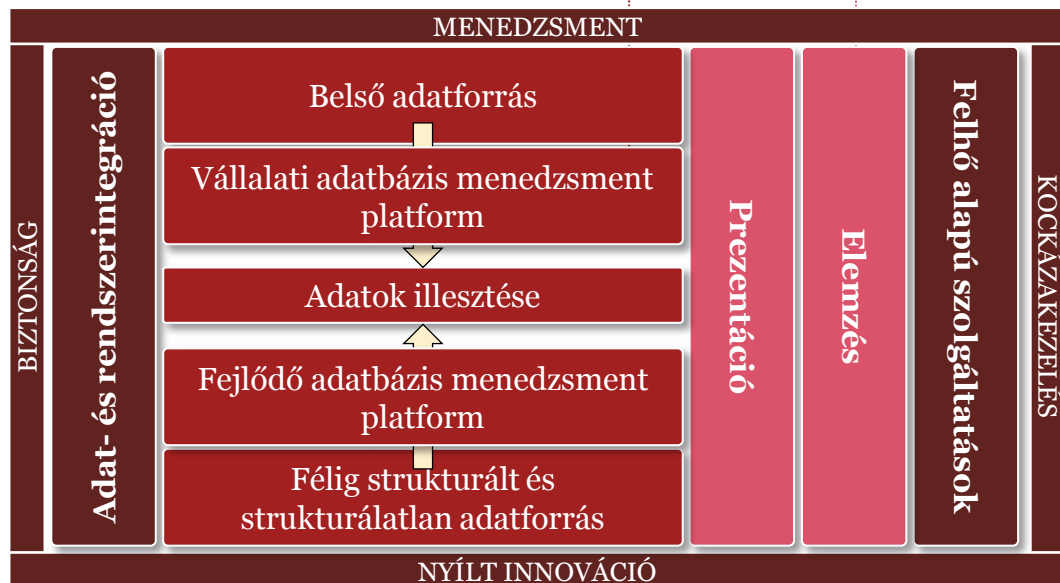 MENEDZSMENT
BIZTONSÁG
Adat- és rendszerintegráció
Belső adatforrás
Vállalati adatbázis menedzsment
platform
Adatok illesztése
Fejlődő adatbázis menedzsment
platform
Félig strukturált és
strukturálatlan adatforrás
Prezentáció
Elemzés
Felhő alapú szolgáltatások
KOCKÁZAKEZELÉS
NYÍLT INNOVÁCIÓ